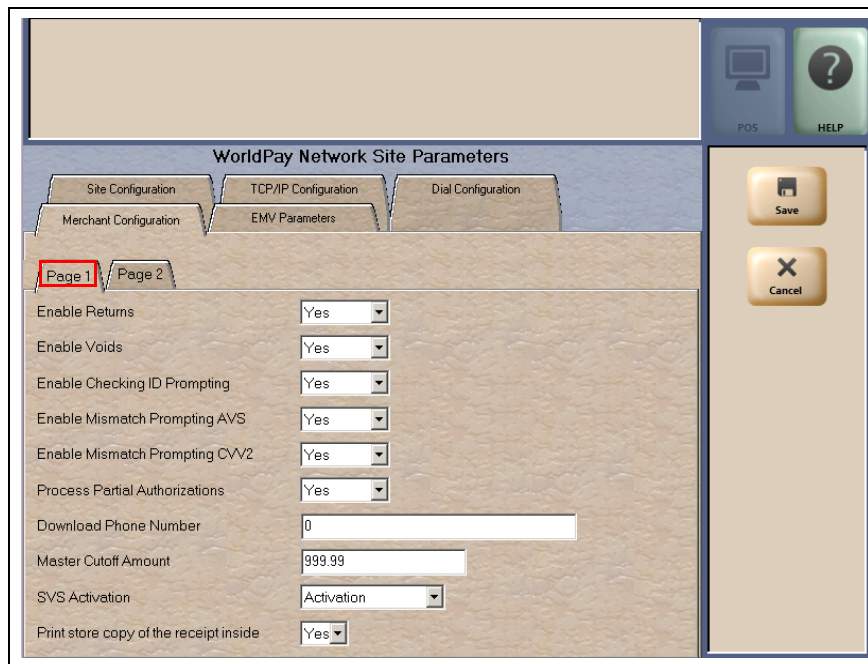 POS
HELP
WorldPay Network Site Parameters
Site Configuration
TCP/IP Configuration
Dial Configuration
Merchant Configuration
EMV Parameters
Save
Cancel
Page 1
Page 2
Enable Returns Yes
Enable Voids Yes
Enable Checking ID Prompting Yes
Enable Mismatch Prompting AVS Yes
Enable Mismatch Prompting CVV2 Yes
Process Partial Authorizations Yes
Download Phone Number 0
Master Cutoff Amount 999.99
SVS Activation Activation
Print store copy of the receipt inside Yes